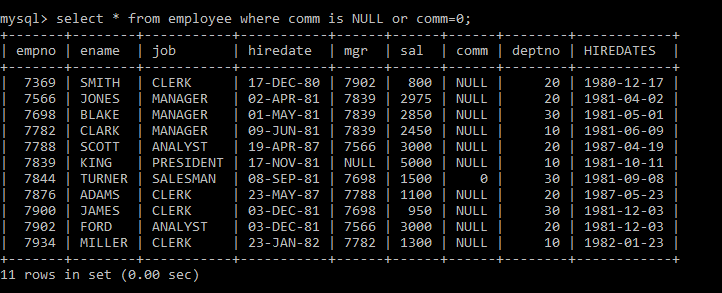 mysql> select * from employee where comm is NULL or comm=0;
+-------+--------+-----------+-----------+------+------+------+--------+------------+
| empno | ename  | job       | hiredate  | mgr  | sal  | comm | deptno | HIREDATES  |
+-------+--------+-----------+-----------+------+------+------+--------+------------+
|  7369 | SMITH  | CLERK     | 17-DEC-80 | 7902 |  800 | NULL |     20 | 1980-12-17 |
|  7566 | JONES  | MANAGER   | 02-APR-81 | 7839 | 2975 | NULL |     20 | 1981-04-02 |
|  7698 | BLAKE  | MANAGER   | 01-MAY-81 | 7839 | 2850 | NULL |     30 | 1981-05-01 |
|  7782 | CLARK  | MANAGER   | 09-JUN-81 | 7839 | 2450 | NULL |     10 | 1981-06-09 |
|  7788 | SCOTT  | ANALYST   | 19-APR-87 | 7566 | 3000 | NULL |     20 | 1987-04-19 |
|  7839 | KING   | PRESIDENT | 17-NOV-81 | NULL | 5000 | NULL |     10 | 1981-10-11 |
|  7844 | TURNER | SALESMAN  | 08-SEP-81 | 7698 | 1500 |    0 |     30 | 1981-09-08 |
|  7876 | ADAMS  | CLERK     | 23-MAY-87 | 7788 | 1100 | NULL |     20 | 1987-05-23 |
|  7900 | JAMES  | CLERK     | 03-DEC-81 | 7698 |  950 | NULL |     30 | 1981-12-03 |
|  7902 | FORD   | ANALYST   | 03-DEC-81 | 7566 | 3000 | NULL |     20 | 1981-12-03 |
|  7934 | MILLER | CLERK     | 23-JAN-82 | 7782 | 1300 | NULL |     10 | 1982-01-23 |
+-------+--------+-----------+-----------+------+------+------+--------+------------+
11 rows in set (0.00 sec)